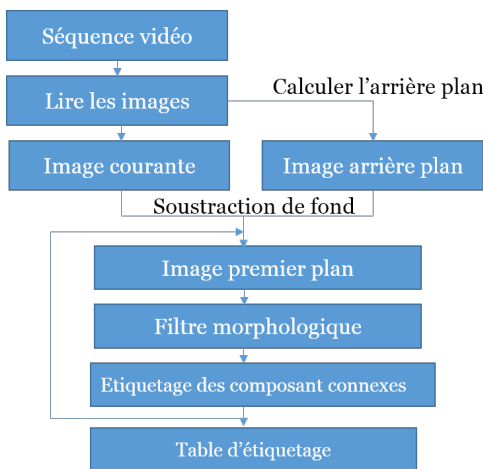 Séquence vidéo
Lire les images
Calculer l’arrière plan
Image courante
Image arrière plan
Soustraction de fond
Image premier plan
Filtre morphologique
Etiquetage des composant connexes
Table d’étiquetage